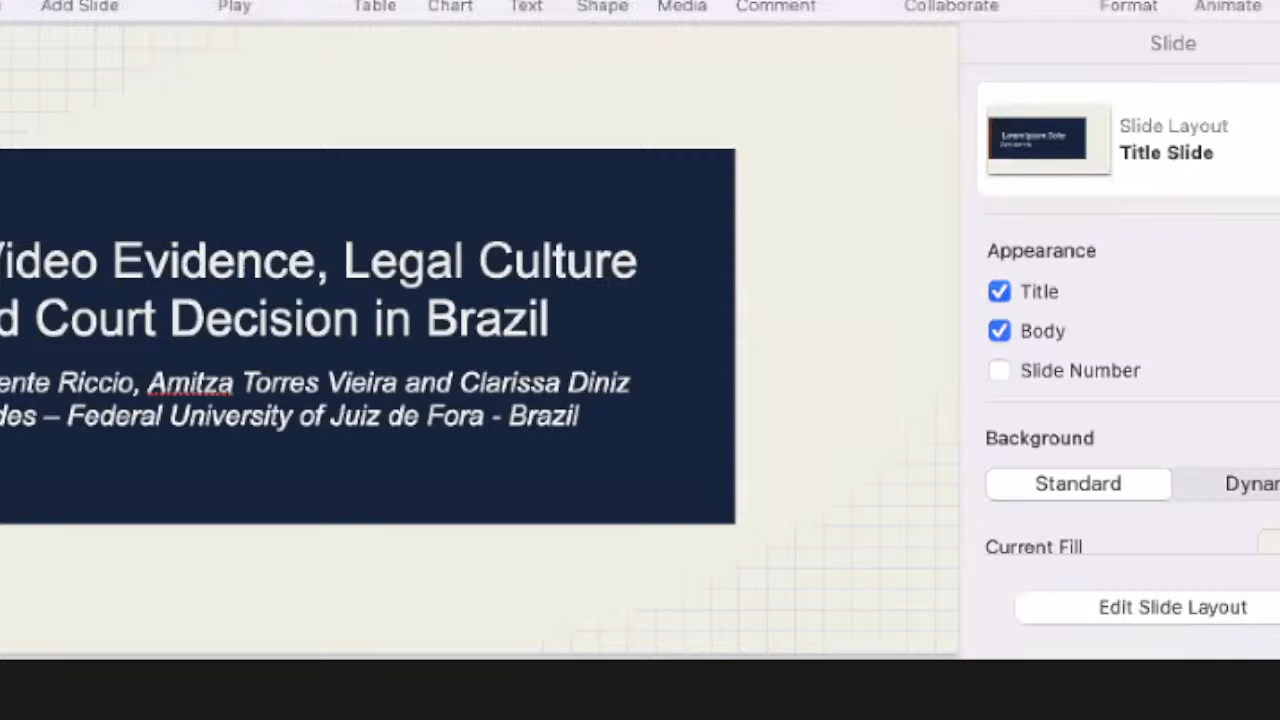 Add Slide Play Table Chart Text Shape Media Comment Collaborate Format Animate
Slide
Slide Layout
Title Slide
Video Evidence, Legal Culture
d Court Decision in Brazil
ente Riccio, Amitza Torres Vieira and Clarissa Diniz
des – Federal University of Juiz de Fora - Brazil
Appearance
Title
Body
Slide Number
Background
Standard Dynar
Current Fill
Edit Slide Layout